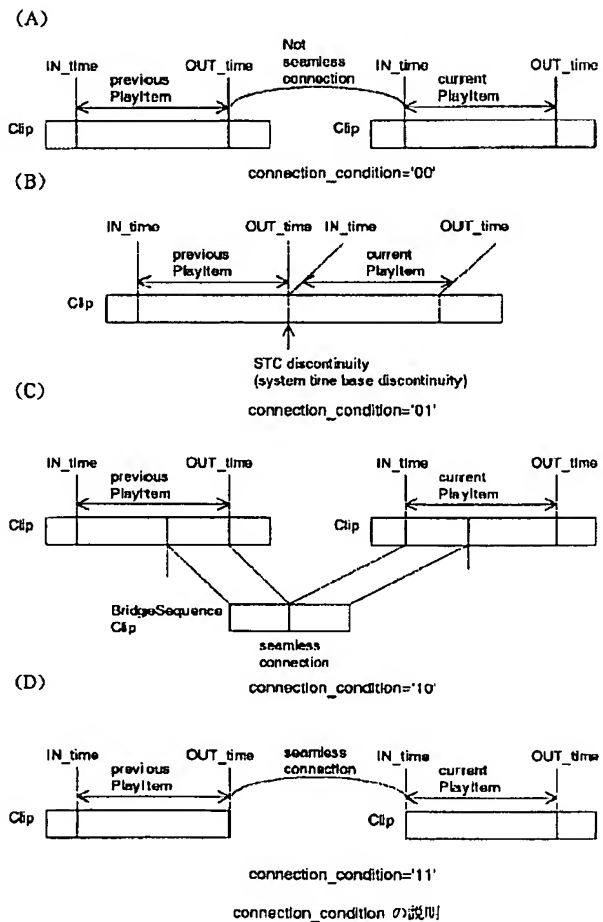 (A)
Not
seamless
connection
IN_time OUT_time IN_time OUT_time
previous
PlayItem
current
PlayItem
Clip Clip
connection_condition='00'
(B)
IN_time OUT_time IN_time OUT_time
previous
PlayItem
current
PlayItem
Clip
STC discontinuity
(system time base discontinuity)
connection_condition='01'
(C)
IN_time OUT_time IN_time OUT_time
previous
PlayItem
current
PlayItem
Clip Clip
BridgeSequence
Clip
seamless
connection
connection_condition='10'
(D)
IN_time OUT_time IN_time OUT_time
seamless
connection
previous
PlayItem
current
PlayItem
Clip Clip
connection_condition='11'
connection_condition の説明